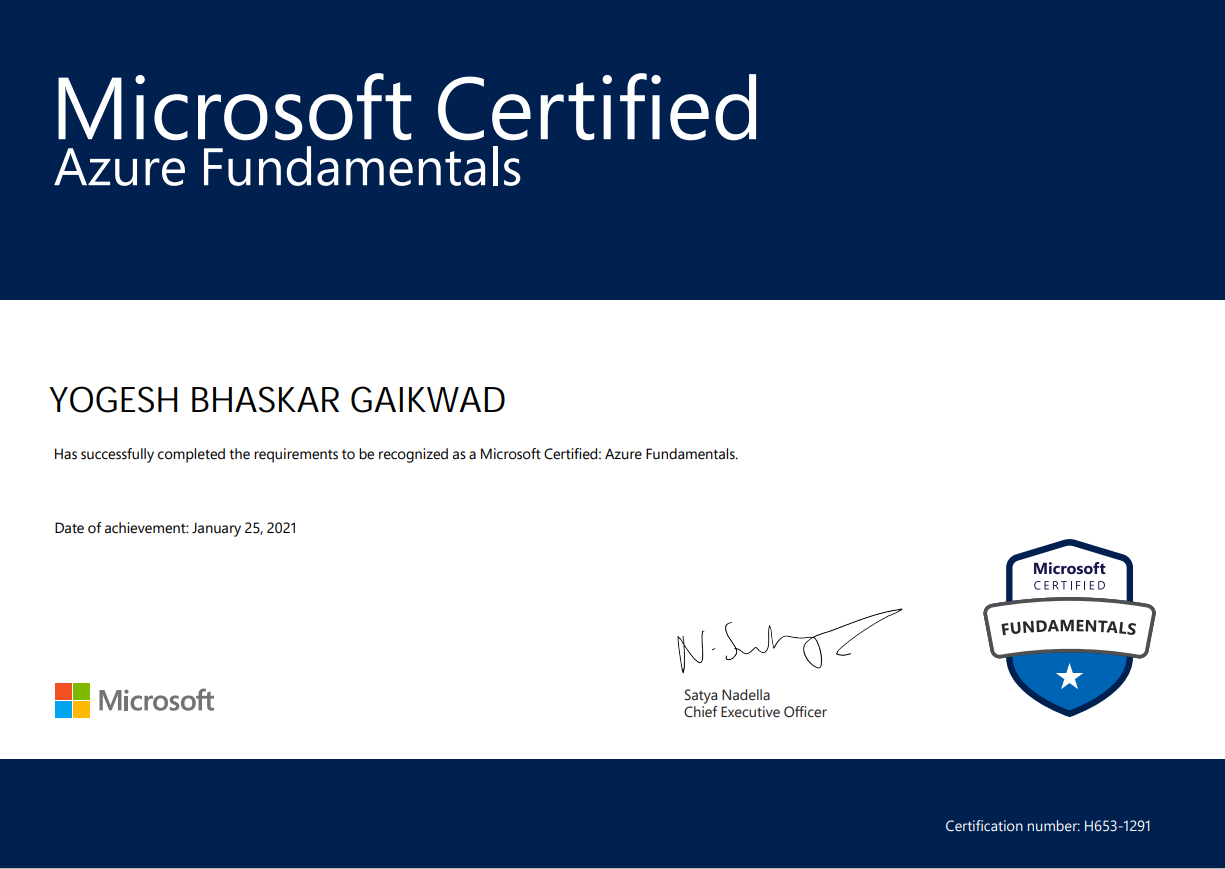 Microsoft Certified
Azure Fundamentals
YOGESH BHASKAR GAIKWAD
Has successfully completed the requirements to be recognized as a Microsoft Certified: Azure Fundamentals.
Date of achievement: January 25, 2021
Microsoft
CERTIFIED
FUNDAMENTALS
N. Satya
Satya Nadella
Chief Executive Officer
Microsoft
Certification number: H653-1291